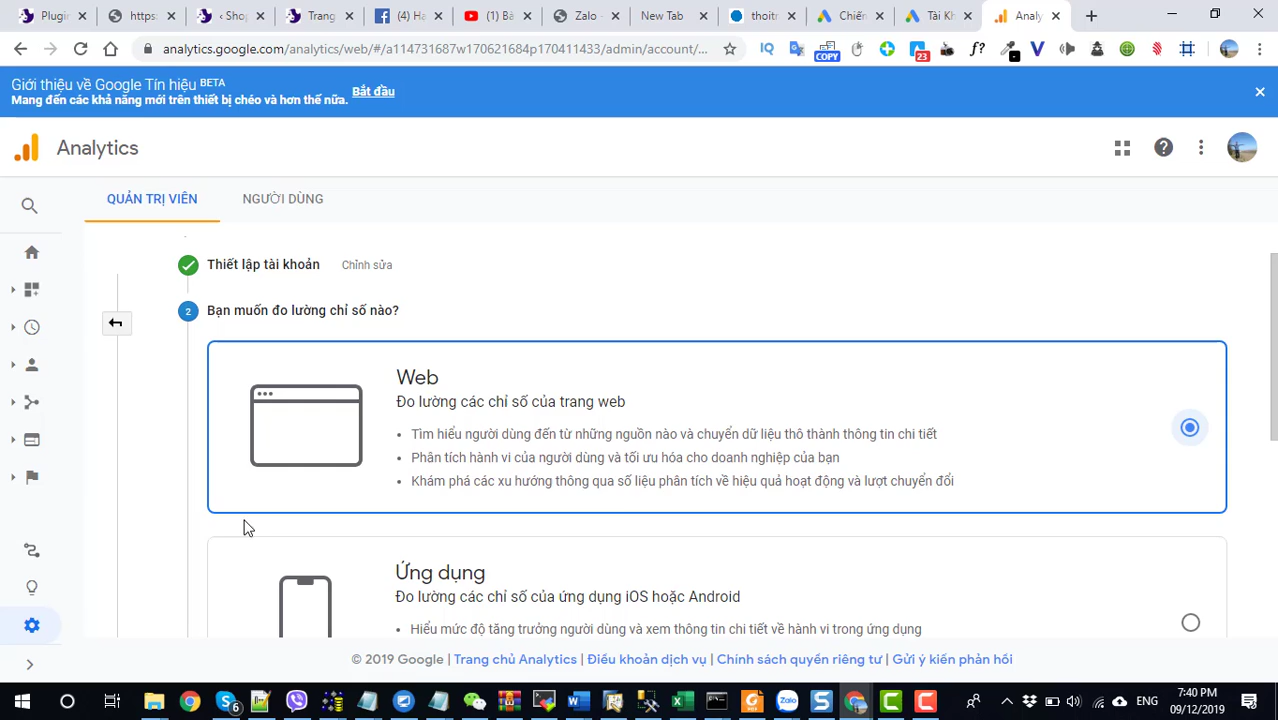 Plugin
https:
‹ Shop
Trang
(4) Ha
(1) Bà
Zalo -
New Tab
thoitr
Chiến
Tài Kh
Analy
analytics.google.com/analytics/web/#/a114731687w170621684p170411433/admin/account/...
IQ
COPY
23
f?
V
Giới thiệu về Google Tín hiệu BETA
Mang đến các khả năng mới trên thiết bị chéo và hơn thế nữa. Bắt đầu
Analytics
QUẢN TRỊ VIÊN
NGƯỜI DÙNG
Thiết lập tài khoản Chỉnh sửa
2 Bạn muốn đo lường chỉ số nào?
Web
Đo lường các chỉ số của trang web
• Tìm hiểu người dùng đến từ những nguồn nào và chuyển dữ liệu thô thành thông tin chi tiết
• Phân tích hành vi của người dùng và tối ưu hóa cho doanh nghiệp của bạn
• Khám phá các xu hướng thông qua số liệu phân tích về hiệu quả hoạt động và lượt chuyển đổi
Ứng dụng
Đo lường các chỉ số của ứng dụng iOS hoặc Android
• Hiểu mức độ tăng trưởng người dùng và xem thông tin chi tiết về hành vi trong ứng dụng
© 2019 Google | Trang chủ Analytics | Điều khoản dịch vụ | Chính sách quyền riêng tư | Gửi ý kiến phản hồi
6
Zalo
ENG
7:40 PM
09/12/2019